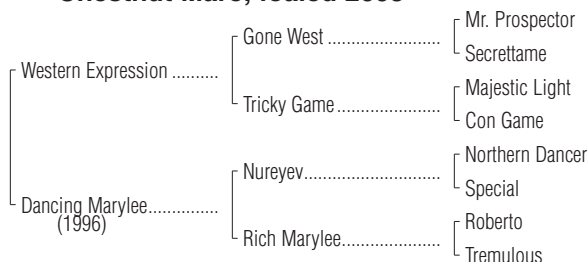 Chestnut Mare, foaled
Mr. Prospector
Gone West
Secrettame
Western Expression
Majestic Light
Tricky Game
Con Game
Northern Dancer
Nureyev
Special
Dancing Marylee
(1996)
Roberto
Rich Marylee
Tremulous